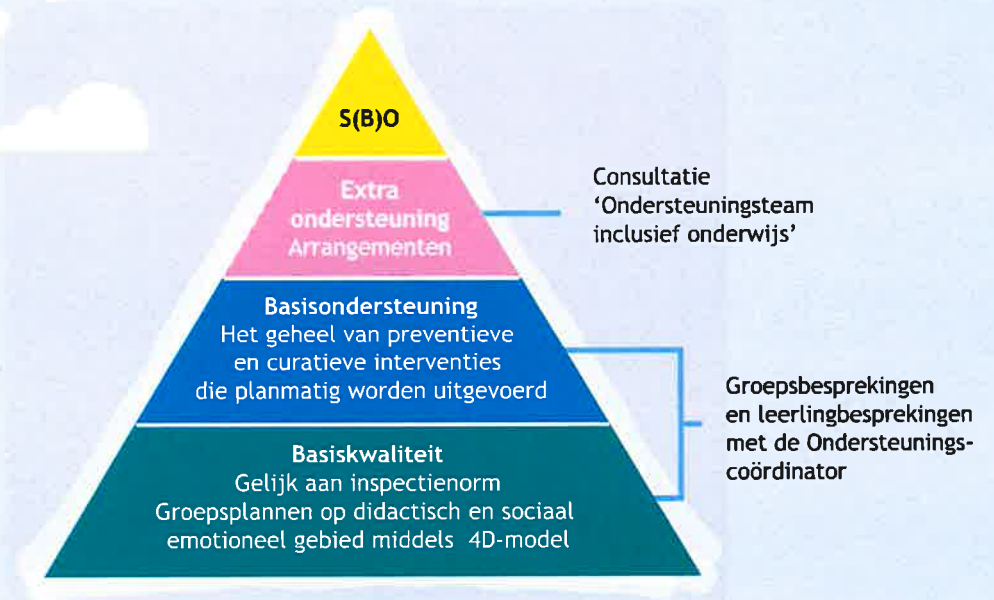 S(B)O
Extra
ondersteuning
Arrangementen
Consultatie
‘Ondersteuningsteam
inclusief onderwijs’
Basisondersteuning
Het geheel van preventieve
en curatieve interventies
die planmatig worden uitgevoerd
Groepsbesprekingen
en leerlingbesprekingen
met de Ondersteunings-
coördinator
Basiskwaliteit
Gelijk aan inspectienorm
Groepsplannen op didactisch en sociaal
emotioneel gebied middels 4D-model